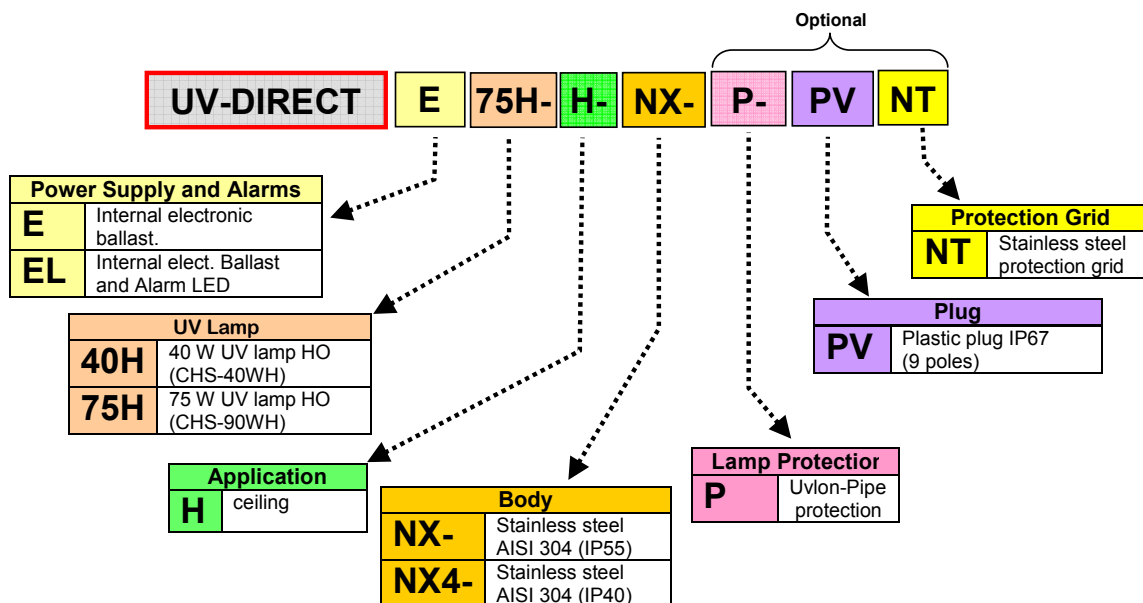 Optional
UV-DIRECT E 75H- H- NX- P- PV NT
Power Supply and Alarms
E Internal electronic
ballast.
EL Internal elect. Ballast
and Alarm LED
Protection Grid
NT Stainless steel
protection grid
UV Lamp
40H 40 W UV lamp HO
(CHS-40WH)
75H 75 W UV lamp HO
(CHS-90WH)
Plug
PV Plastic plug IP67
(9 poles)
Application
H ceiling
Lamp Protection
P Uvlon-Pipe
protection
Body
NX- Stainless steel
AISI 304 (IP55)
NX4- Stainless steel
AISI 304 (IP40)